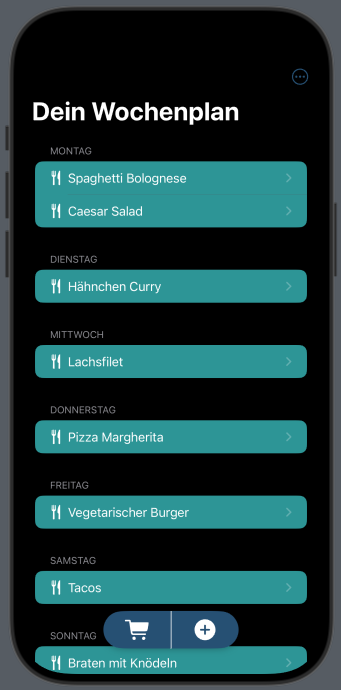 Dein Wochenplan
MONTAG
Spaghetti Bolognese
Caesar Salad
DIENSTAG
Hähnchen Curry
MITTWOCH
Lachsfilet
DONNERSTAG
Pizza Margherita
FREITAG
Vegetarischer Burger
SAMSTAG
Tacos
SONNTAG
Braten mit Knödeln